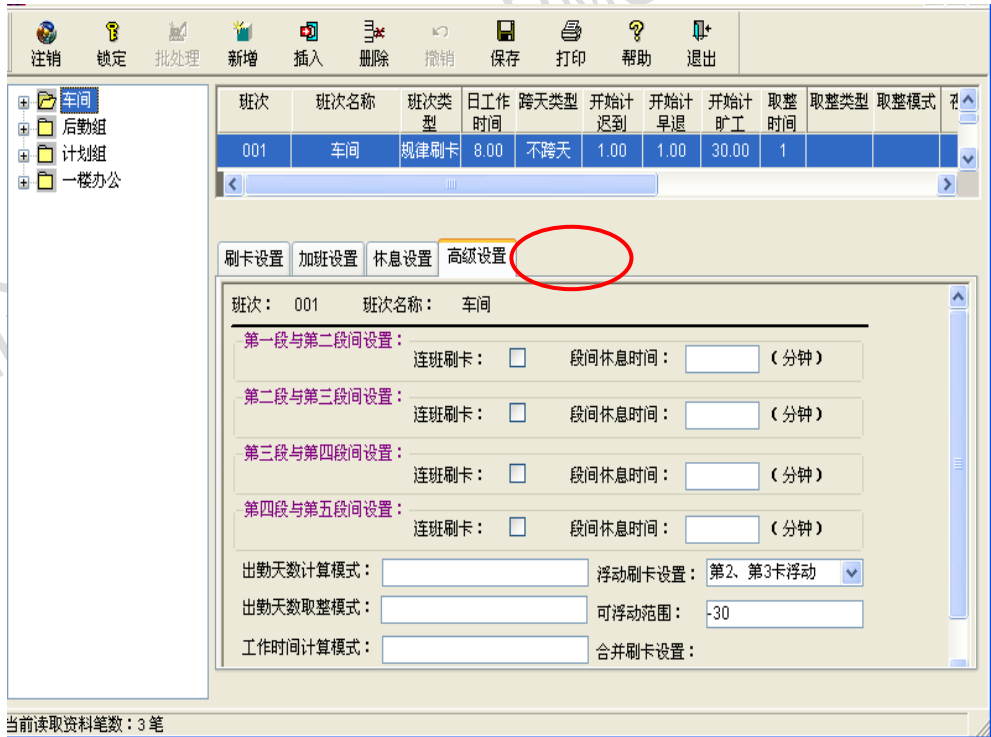 注销 锁定 批处理 新增 插入 删除 撤销 保存 打印 帮助 退出
车间
后勤组
计划组
一楼办公
班次 班次名称 班次类型 日工作时间 跨天类型 开始计迟到 开始计早退 开始计旷工 取整时间 取整类型 取整模式
001 车间 规律刷卡 8.00 不跨天 1.00 1.00 30.00 1
刷卡设置 加班设置 休息设置 高级设置
班次： 001 班次名称： 车间
第一段与第二段间设置：
连班刷卡： 段间休息时间： （分钟）
第二段与第三段间设置：
连班刷卡： 段间休息时间： （分钟）
第三段与第四段间设置：
连班刷卡： 段间休息时间： （分钟）
第四段与第五段间设置：
连班刷卡： 段间休息时间： （分钟）
出勤天数计算模式： 浮动刷卡设置： 第2、第3卡浮动
出勤天数取整模式： 可浮动范围： -30
工作时间计算模式： 合并刷卡设置：
当前读取资料笔数：3笔